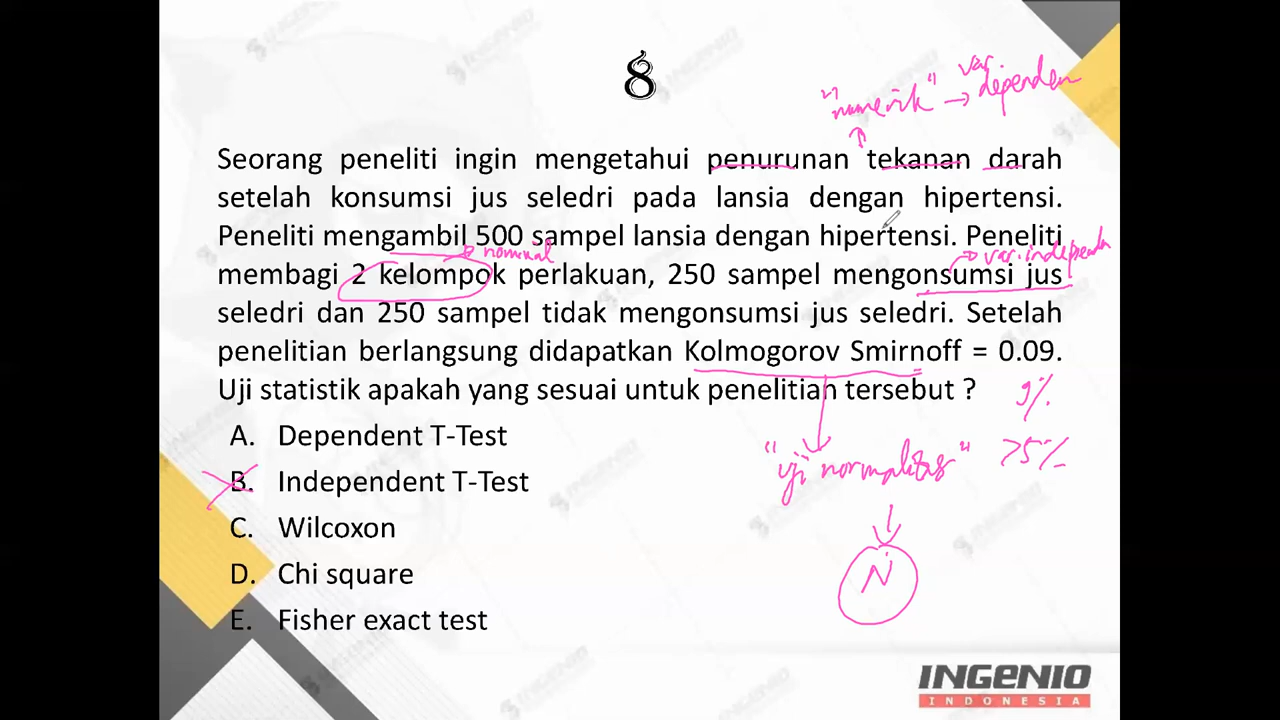 8
"numerik" → var. dependen
Seorang peneliti ingin mengetahui penurunan tekanan darah
setelah konsumsi jus seledri pada lansia dengan hipertensi.
Peneliti mengambil 500 sampel lansia dengan hipertensi. Peneliti
nominal
var. independen
membagi 2 kelompok perlakuan, 250 sampel mengonsumsi jus
seledri dan 250 sampel tidak mengonsumsi jus seledri. Setelah
penelitian berlangsung didapatkan Kolmogorov Smirnoff = 0.09.
Uji statistik apakah yang sesuai untuk penelitian tersebut ?
9%
>5%
"uji normalitas"
N
A. Dependent T-Test
B. Independent T-Test
C. Wilcoxon
D. Chi square
E. Fisher exact test
INGENIO
INDONESIA